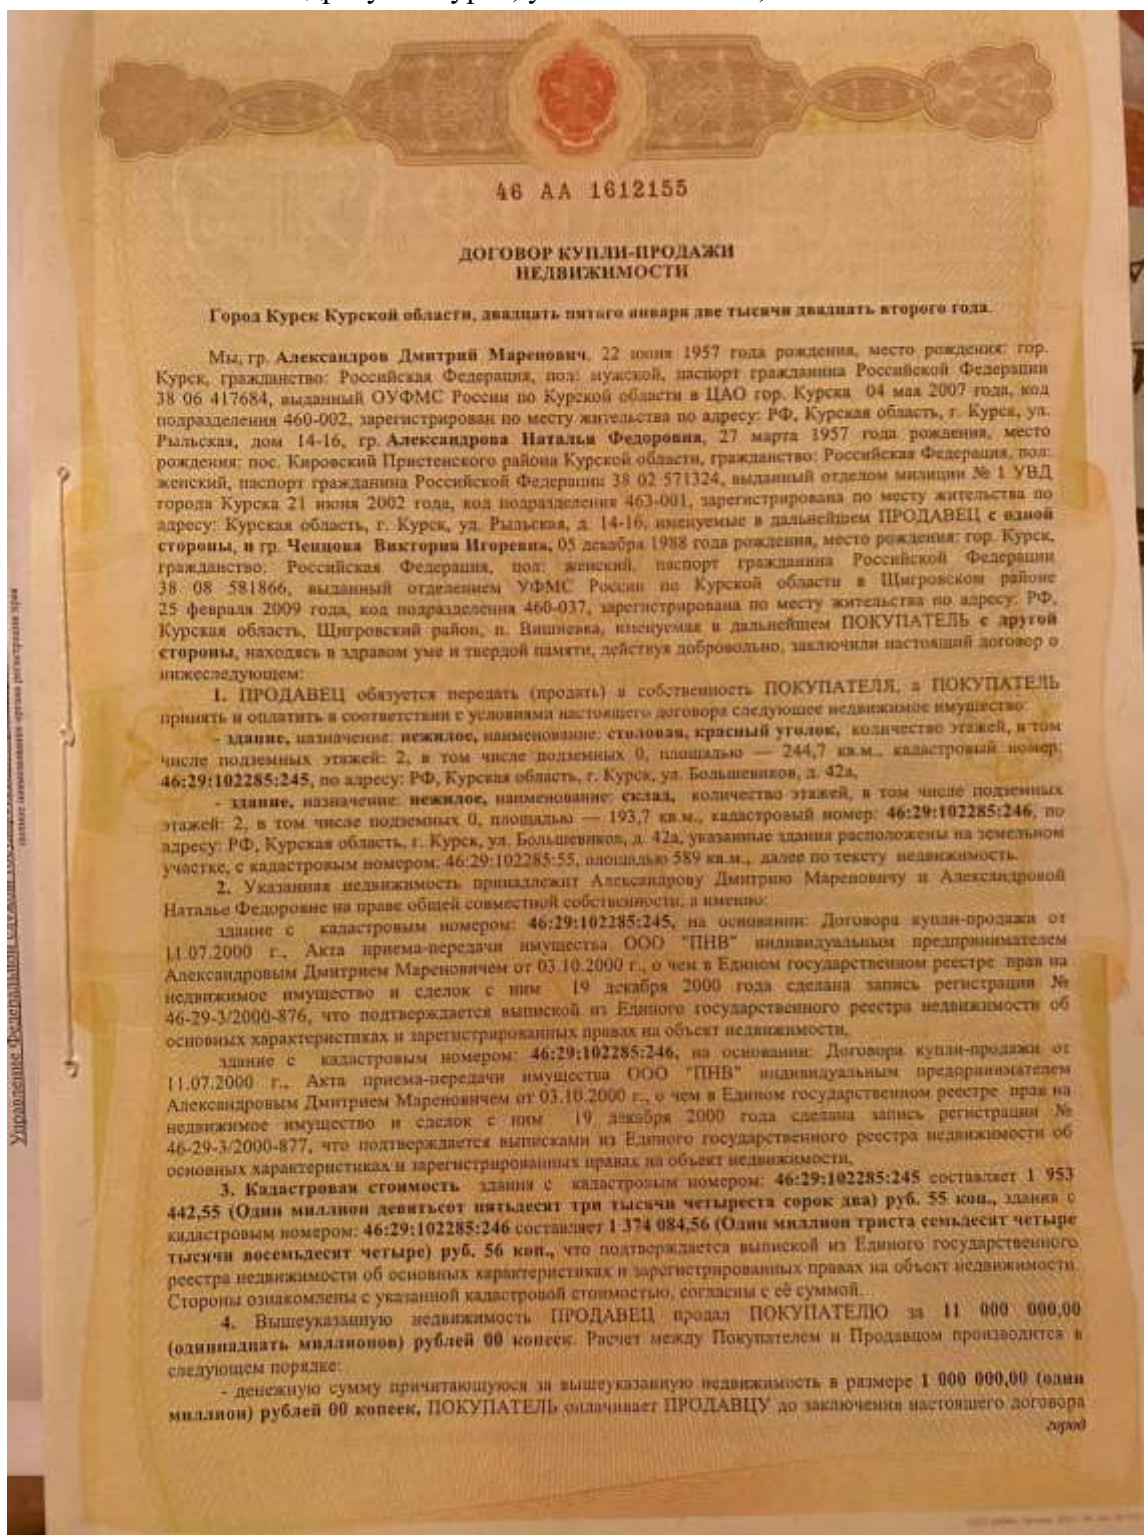 46 АА 1612155
ДОГОВОР КУПЛИ-ПРОДАЖИ
НЕДВИЖИМОСТИ
Город Курск Курской области, двадцать пятого января две тысячи двадцать второго года.
Мы, гр. Александров Дмитрий Маренович, 22 июня 1957 года рождения, место рождения: гор.
Курск, гражданство: Российская Федерация, пол: мужской, паспорт гражданина Российской Федерации
38 06 417684, выданный ОУФМС России по Курской области в ЦАО гор. Курска 04 мая 2007 года, код
подразделения 460-002, зарегистрирован по месту жительства по адресу: РФ, Курская область, г. Курск, ул.
Рыльская, дом 14-16, гр. Александрова Наталья Федоровна, 27 марта 1957 года рождения, место
рождения: пос. Кировский Пристенского района Курской области, гражданство: Российская Федерация, пол:
женский, паспорт гражданина Российской Федерации 38 02 571324, выданный отделом милиции № 1 УВД
города Курска 21 июня 2002 года, код подразделения 463-001, зарегистрирована по месту жительства по
адресу: Курская область, г. Курск, ул. Рыльская, д. 14-16, именуемые в дальнейшем ПРОДАВЕЦ с одной
стороны, и гр. Ченцова Виктория Игоревна, 05 декабря 1988 года рождения, место рождения: гор. Курск,
гражданство: Российская Федерация, пол: женский, паспорт гражданина Российской Федерации
38 08 581866, выданный отделением УФМС России по Курской области в Щигровском районе
25 февраля 2009 года, код подразделения 460-037, зарегистрирована по месту жительства по адресу: РФ,
Курская область, Щигровский район, п. Вишневка, именуемая в дальнейшем ПОКУПАТЕЛЬ с другой
стороны, находясь в здравом уме и твердой памяти, действуя добровольно, заключили настоящий договор о
нижеследующем:
1. ПРОДАВЕЦ обязуется передать (продать) в собственность ПОКУПАТЕЛЯ, а ПОКУПАТЕЛЬ
принять и оплатить в соответствии с условиями настоящего договора следующее недвижимое имущество:
- здание, назначение: нежилое, наименование: столовая, красный уголок, количество этажей, в том
числе подземных этажей: 2, в том числе подземных 0, площадью — 244,7 кв.м., кадастровый номер:
46:29:102285:245, по адресу: РФ, Курская область, г. Курск, ул. Большевиков, д. 42а,
- здание, назначение: нежилое, наименование: склад, количество этажей, в том числе подземных
этажей: 2, в том числе подземных 0, площадью — 193,7 кв.м., кадастровый номер: 46:29:102285:246, по
адресу: РФ, Курская область, г. Курск, ул. Большевиков, д. 42а, указанные здания расположены на земельном
участке, с кадастровым номером: 46:29:102285:55, площадью 589 кв.м., далее по тексту недвижимость.
2. Указанная недвижимость принадлежит Александрову Дмитрию Мареновичу и Александровой
Наталье Федоровне на праве общей совместной собственности, а именно:
здание с кадастровым номером: 46:29:102285:245, на основании: Договора купли-продажи от
11.07.2000 г., Акта приема-передачи имущества ООО "ПНВ" индивидуальным предпринимателем
Александровым Дмитрием Мареновичем от 03.10.2000 г., о чем в Едином государственном реестре прав на
недвижимое имущество и сделок с ним 19 декабря 2000 года сделана запись регистрации №
46-29-3/2000-876, что подтверждается выпиской из Единого государственного реестра недвижимости об
основных характеристиках и зарегистрированных правах на объект недвижимости,
здание с кадастровым номером: 46:29:102285:246, на основании: Договора купли-продажи от
11.07.2000 г., Акта приема-передачи имущества ООО "ПНВ" индивидуальным предпринимателем
Александровым Дмитрием Мареновичем от 03.10.2000 г., о чем в Едином государственном реестре прав на
недвижимое имущество и сделок с ним 19 декабря 2000 года сделана запись регистрации №
46-29-3/2000-877, что подтверждается выписками из Единого государственного реестра недвижимости об
основных характеристиках и зарегистрированных правах на объект недвижимости,
3. Кадастровая стоимость здания с кадастровым номером: 46:29:102285:245 составляет 1 953
442,55 (Один миллион девятьсот пятьдесят три тысячи четыреста сорок два) руб. 55 коп., здания с
кадастровым номером: 46:29:102285:246 составляет 1 374 084,56 (Один миллион триста семьдесят четыре
тысячи восемьдесят четыре) руб. 56 коп., что подтверждается выпиской из Единого государственного
реестра недвижимости об основных характеристиках и зарегистрированных правах на объект недвижимости.
Стороны ознакомлены с указанной кадастровой стоимостью, согласны с её суммой.
4. Вышеуказанную недвижимость ПРОДАВЕЦ продал ПОКУПАТЕЛЮ за 11 000 000,00
(одиннадцать миллионов) рублей 00 копеек. Расчет между Покупателем и Продавцом производится в
следующем порядке:
- денежную сумму причитающуюся за вышеуказанную недвижимость в размере 1 000 000,00 (один
миллион) рублей 00 копеек, ПОКУПАТЕЛЬ оплачивает ПРОДАВЦУ до заключения настоящего договора
город
Управление Федеральной службы
полное наименование органа регистрации прав